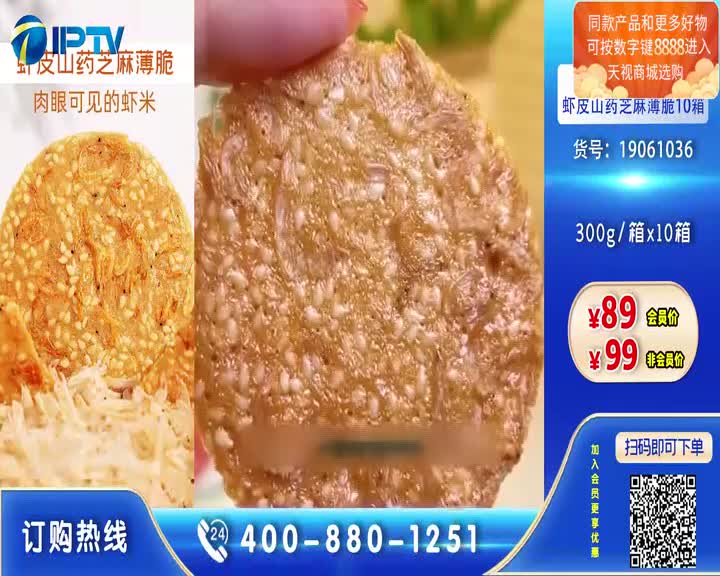 IPTV
虾皮山药芝麻薄脆
肉眼可见的虾米
同款产品和更多好物
可按数字键8888进入
天视商城选购
虾皮山药芝麻薄脆10箱
货号：19061036
300g/箱x10箱
¥89 会员价
¥99 非会员价
加入会员更享优惠
扫码即可下单
订购热线
24
400-880-1251